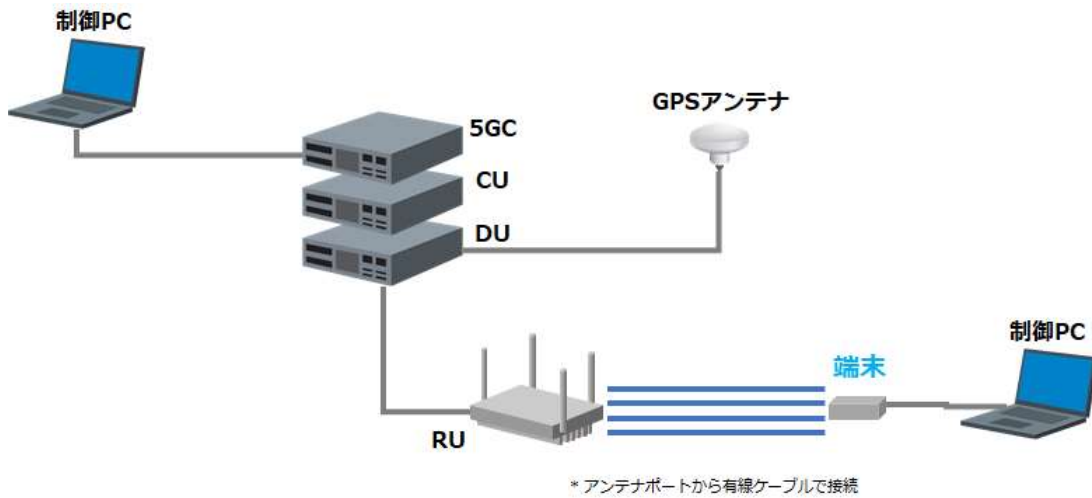 制御PC
5GC
GPSアンテナ
CU
DU
制御PC
端末
RU
* アンテナポートから有線ケーブルで接続